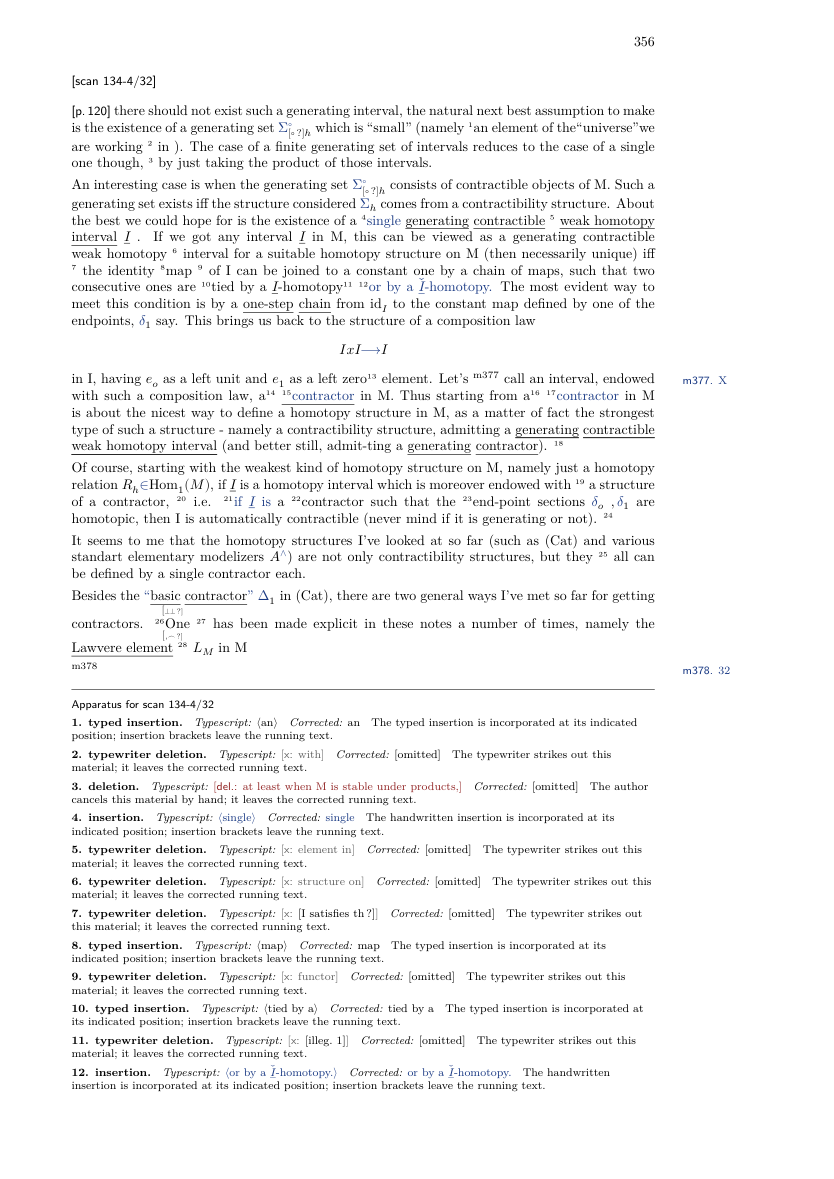 356
[scan 134-4/32]
[p. 120] there should not exist such a generating interval, the natural next best assumption to make
is the existence of a generating set Σ°[∘ ?]h which is “small” (namely ¹an element of the“universe”we
are working ² in ). The case of a finite generating set of intervals reduces to the case of a single
one though, ³ by just taking the product of those intervals.
An interesting case is when the generating set Σ°[∘ ?]h consists of contractible objects of M. Such a
generating set exists iff the structure considered Σh comes from a contractibility structure. About
the best we could hope for is the existence of a ⁴single generating contractible ⁵ weak homotopy
interval I . If we got any interval I in M, this can be viewed as a generating contractible
weak homotopy ⁶ interval for a suitable homotopy structure on M (then necessarily unique) iff
⁷ the identity ⁸map ⁹ of I can be joined to a constant one by a chain of maps, such that two
consecutive ones are ¹⁰tied by a I-homotopy¹¹ ¹²or by a Ǐ-homotopy. The most evident way to
meet this condition is by a one-step chain from idI to the constant map defined by one of the
endpoints, δ1 say. This brings us back to the structure of a composition law
IxI⟶I
in I, having eo as a left unit and e1 as a left zero¹³ element. Let’s m377 call an interval, endowed
m377. X
with such a composition law, a¹⁴ ¹⁵contractor in M. Thus starting from a¹⁶ ¹⁷contractor in M
is about the nicest way to define a homotopy structure in M, as a matter of fact the strongest
type of such a structure - namely a contractibility structure, admitting a generating contractible
weak homotopy interval (and better still, admit-ting a generating contractor). ¹⁸
Of course, starting with the weakest kind of homotopy structure on M, namely just a homotopy
relation Rh∈Hom1(M), if I is a homotopy interval which is moreover endowed with ¹⁹ a structure
of a contractor, ²⁰ i.e. ²¹if I is a ²²contractor such that the ²³end-point sections δo ,δ1 are
homotopic, then I is automatically contractible (never mind if it is generating or not). ²⁴
It seems to me that the homotopy structures I’ve looked at so far (such as (Cat) and various
standart elementary modelizers A^) are not only contractibility structures, but they ²⁵ all can
be defined by a single contractor each.
Besides the “basic contractor” Δ1 in (Cat), there are two general ways I’ve met so far for getting
[⊥⊥ ?]
contractors. ²⁶One ²⁷ has been made explicit in these notes a number of times, namely the
Lawvere element ²⁸ LM in M
m378
m378. 32
Apparatus for scan 134-4/32
1. typed insertion. Typescript: ⟨an⟩ Corrected: an The typed insertion is incorporated at its indicated
position; insertion brackets leave the running text.
2. typewriter deletion. Typescript: [x: with] Corrected: [omitted] The typewriter strikes out this
material; it leaves the corrected running text.
3. deletion. Typescript: [del.: at least when M is stable under products,] Corrected: [omitted] The author
cancels this material by hand; it leaves the corrected running text.
4. insertion. Typescript: ⟨single⟩ Corrected: single The handwritten insertion is incorporated at its
indicated position; insertion brackets leave the running text.
5. typewriter deletion. Typescript: [x: element in] Corrected: [omitted] The typewriter strikes out this
material; it leaves the corrected running text.
6. typewriter deletion. Typescript: [x: structure on] Corrected: [omitted] The typewriter strikes out this
material; it leaves the corrected running text.
7. typewriter deletion. Typescript: [x: [I satisfies th ?]] Corrected: [omitted] The typewriter strikes out
this material; it leaves the corrected running text.
8. typed insertion. Typescript: ⟨map⟩ Corrected: map The typed insertion is incorporated at its
indicated position; insertion brackets leave the running text.
9. typewriter deletion. Typescript: [x: functor] Corrected: [omitted] The typewriter strikes out this
material; it leaves the corrected running text.
10. typed insertion. Typescript: ⟨tied by a⟩ Corrected: tied by a The typed insertion is incorporated at
its indicated position; insertion brackets leave the running text.
11. typewriter deletion. Typescript: [x: [illeg. 1]] Corrected: [omitted] The typewriter strikes out this
material; it leaves the corrected running text.
12. insertion. Typescript: ⟨or by a Ǐ-homotopy.⟩ Corrected: or by a Ǐ-homotopy. The handwritten
insertion is incorporated at its indicated position; insertion brackets leave the running text.